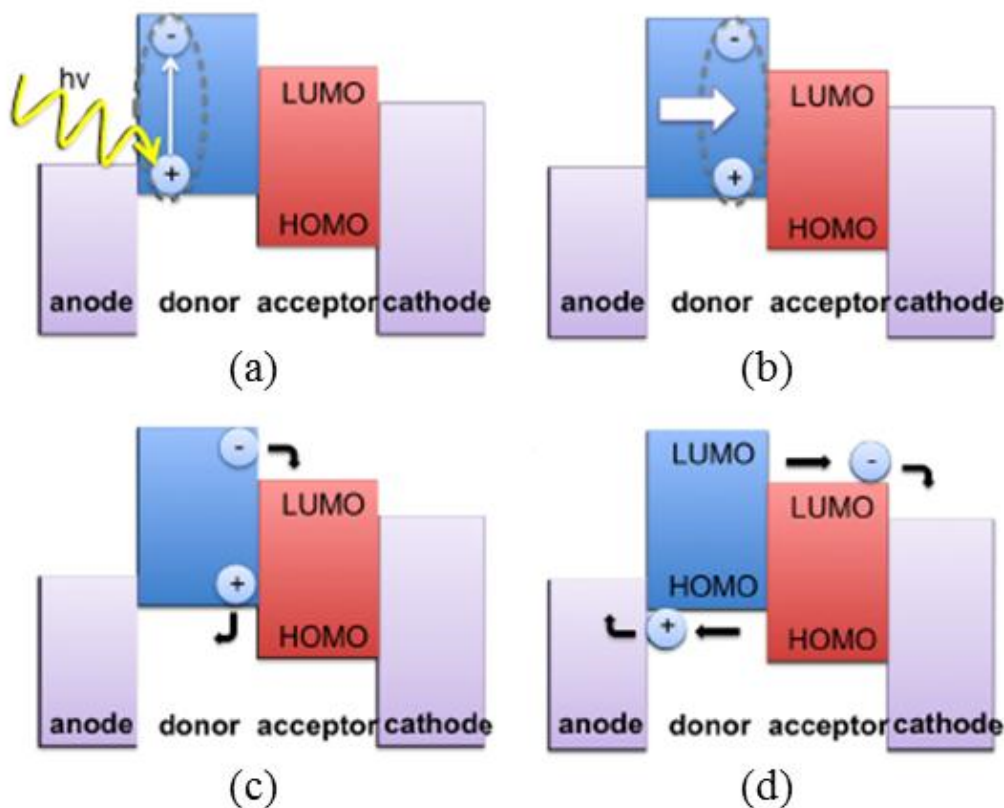 hv
-
+
LUMO
HOMO
anode donor acceptor cathode
(a)
-
+
LUMO
HOMO
anode donor acceptor cathode
(b)
-
+
LUMO
HOMO
anode donor acceptor cathode
(c)
LUMO
-
LUMO
HOMO
+
HOMO
anode donor acceptor cathode
(d)